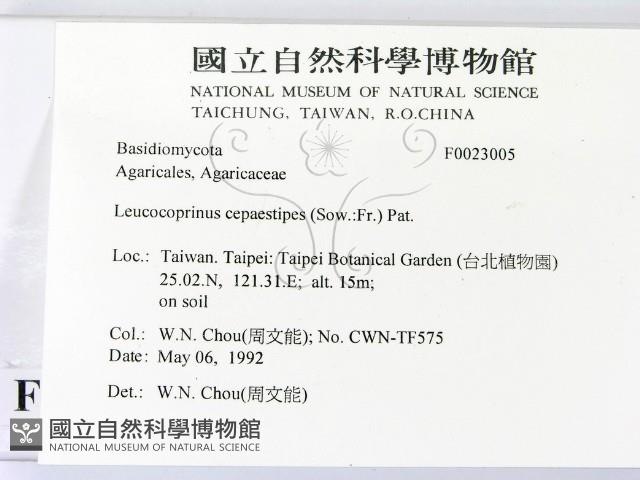 國立自然科學博物館
NATIONAL MUSEUM OF NATURAL SCIENCE
TAICHUNG, TAIWAN, R.O.CHINA
Basidiomycota F0023005
Agaricales, Agaricaceae
Leucocoprinus cepaestipes (Sow.:Fr.) Pat.
Loc.: Taiwan. Taipei: Taipei Botanical Garden (台北植物園)
25.02.N, 121.31.E; alt. 15m;
on soil
Col.: W.N. Chou(周文能); No. CWN-TF575
Date: May 06, 1992
Det.: W.N. Chou(周文能)
F
國立自然科學博物館
NATIONAL MUSEUM OF NATURAL SCIENCE